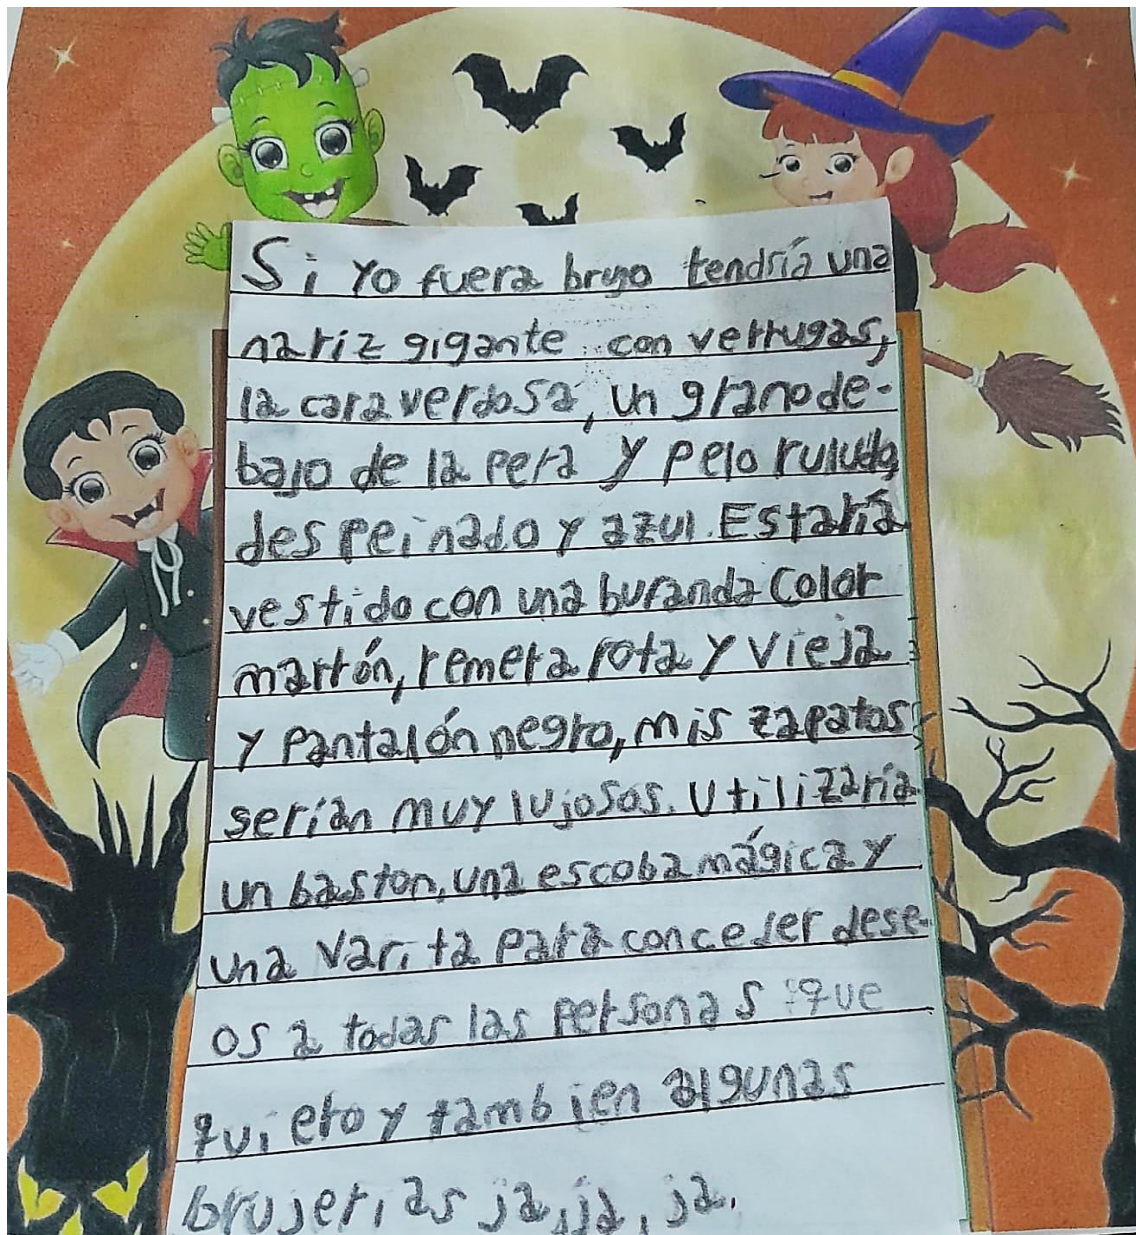 Si yo fuera brujo tendría una
nariz gigante con verrugas,
la cara verdosa, un grano de-
bajo de la pera y pelo ruludo
despeinado y azul. Estaría
vestido con una buranda color
marrón, remera rota y vieja
y pantalón negro, mis zapatos
serían muy lujosos. Utilizaría
un baston, una escoba mágica y
una varita para conceder dese-
os a todas las personas que
quiero y tambien algunas
brujerias ja, ja, ja.